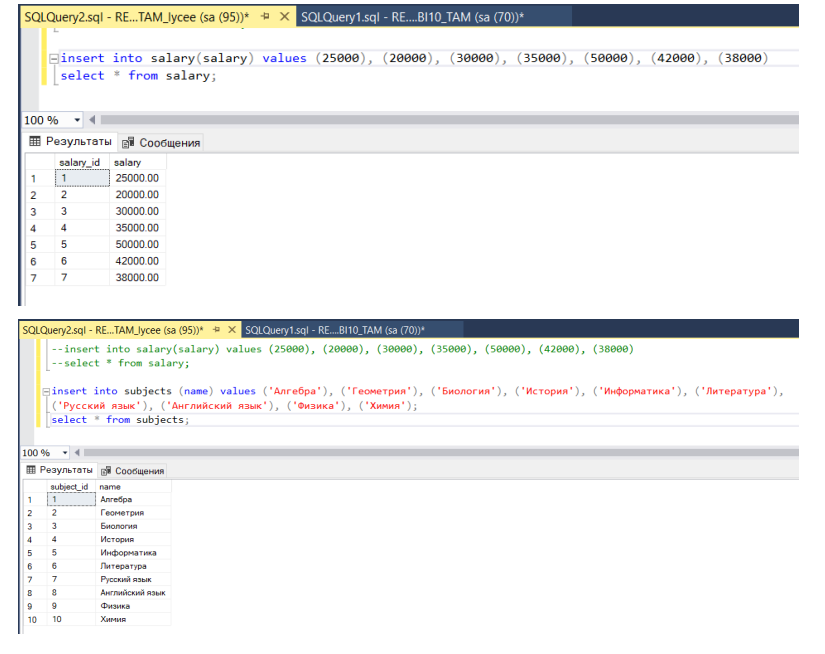 SQLQuery2.sql - RE...TAM_lycee (sa (95))* SQLQuery1.sql - RE....BI10_TAM (sa (70))*
insert into salary(salary) values (25000), (20000), (30000), (35000), (50000), (42000), (38000)
select * from salary;
100 %
Результаты Сообщения
salary_id salary
1 1 25000.00
2 2 20000.00
3 3 30000.00
4 4 35000.00
5 5 50000.00
6 6 42000.00
7 7 38000.00
SQLQuery2.sql - RE...TAM_lycee (sa (95))* SQLQuery1.sql - RE....BI10_TAM (sa (70))*
--insert into salary(salary) values (25000), (20000), (30000), (35000), (50000), (42000), (38000)
--select * from salary;
insert into subjects (name) values ('Алгебра'), ('Геометрия'), ('Биология'), ('История'), ('Информатика'), ('Литература'),
('Русский язык'), ('Английский язык'), ('Физика'), ('Химия');
select * from subjects;
100 %
Результаты Сообщения
subject_id name
1 1 Алгебра
2 2 Геометрия
3 3 Биология
4 4 История
5 5 Информатика
6 6 Литература
7 7 Русский язык
8 8 Английский язык
9 9 Физика
10 10 Химия